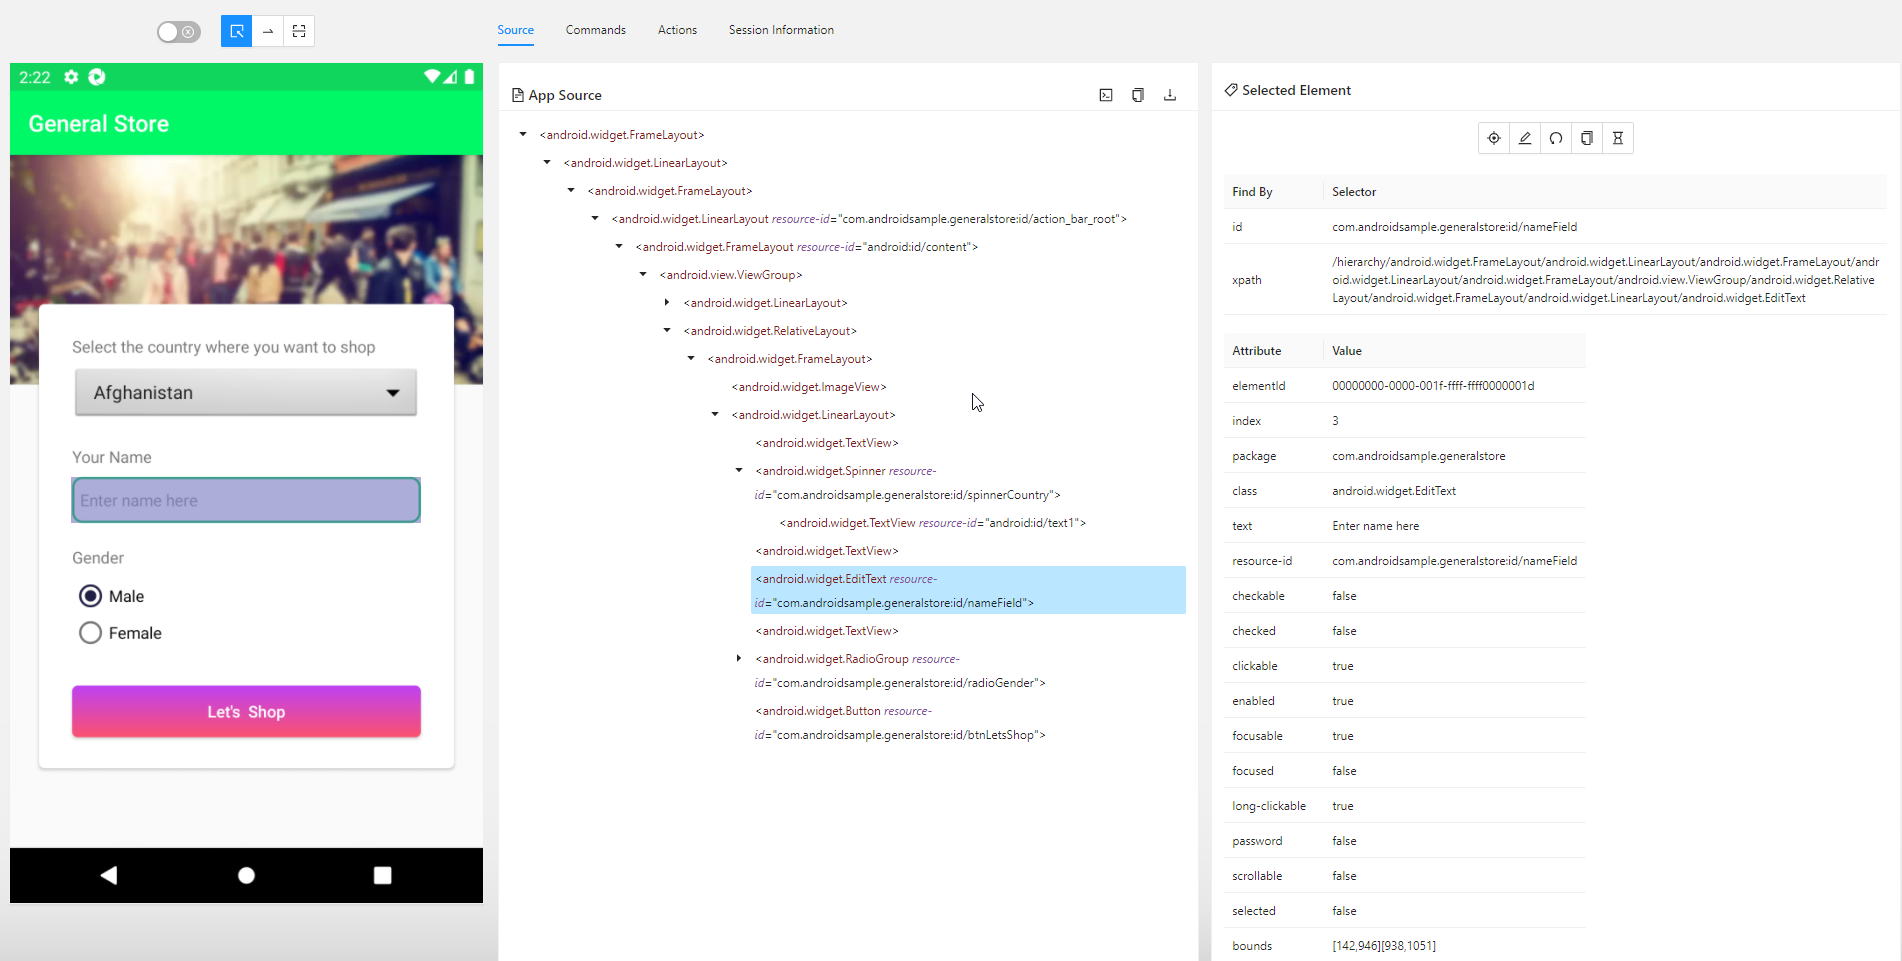 Source Commands Actions Session Information
2:22
General Store
Select the country where you want to shop
Afghanistan
Your Name
Enter name here
Gender
Male
Female
Let's Shop
App Source
<android.widget.FrameLayout>
<android.widget.LinearLayout>
<android.widget.FrameLayout>
<android.widget.LinearLayout resource-id="com.androidsample.generalstore:id/action_bar_root">
<android.widget.FrameLayout resource-id="android:id/content">
<android.view.ViewGroup>
<android.widget.LinearLayout>
<android.widget.RelativeLayout>
<android.widget.FrameLayout>
<android.widget.ImageView>
<android.widget.LinearLayout>
<android.widget.TextView>
<android.widget.Spinner resource-
id="com.androidsample.generalstore:id/spinnerCountry">
<android.widget.TextView resource-id="android:id/text1">
<android.widget.TextView>
<android.widget.EditText resource-
id="com.androidsample.generalstore:id/nameField">
<android.widget.TextView>
<android.widget.RadioGroup resource-
id="com.androidsample.generalstore:id/radioGender">
<android.widget.Button resource-
id="com.androidsample.generalstore:id/btnLetsShop">
Selected Element
Find By Selector
id com.androidsample.generalstore:id/nameField
xpath /hierarchy/android.widget.FrameLayout/android.widget.LinearLayout/android.widget.FrameLayout/andr
oid.widget.LinearLayout/android.widget.FrameLayout/android.view.ViewGroup/android.widget.Relative
Layout/android.widget.FrameLayout/android.widget.LinearLayout/android.widget.EditText
Attribute Value
elementId 00000000-0000-001f-ffff-ffff0000001d
index 3
package com.androidsample.generalstore
class android.widget.EditText
text Enter name here
resource-id com.androidsample.generalstore:id/nameField
checkable false
checked false
clickable true
enabled true
focusable true
focused false
long-clickable true
password false
scrollable false
selected false
bounds [142,946][938,1051]